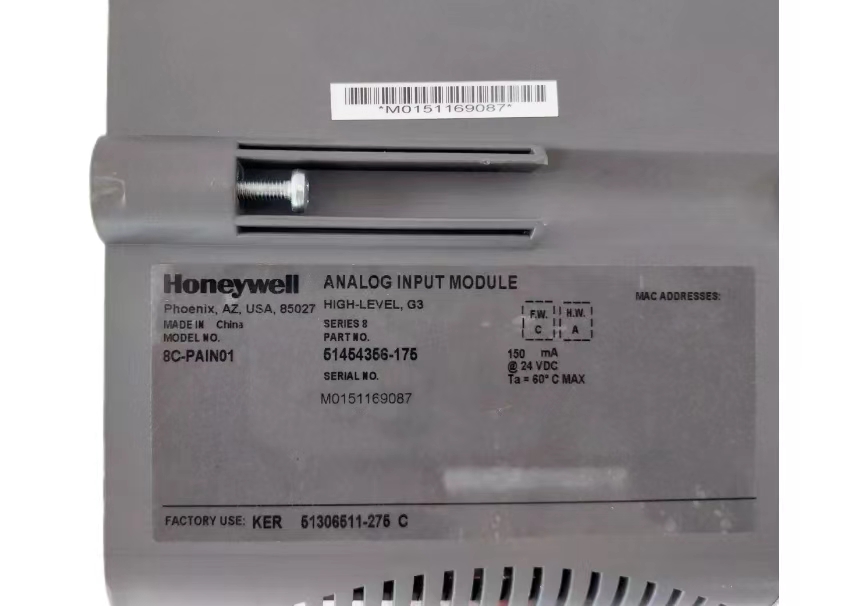 *M0151169087*
Honeywell
Phoenix, AZ, USA, 85027
MADE IN China
MODEL NO.
8C-PAIN01
ANALOG INPUT MODULE
HIGH-LEVEL, G3
SERIES 8
PART NO.
51454356-175
SERIAL NO.
M0151169087
F.W.
C
H.W.
A
150 mA
@ 24 VDC
Ta = 60° C MAX
MAC ADDRESSES:
FACTORY USE: KER 51306511-275 C